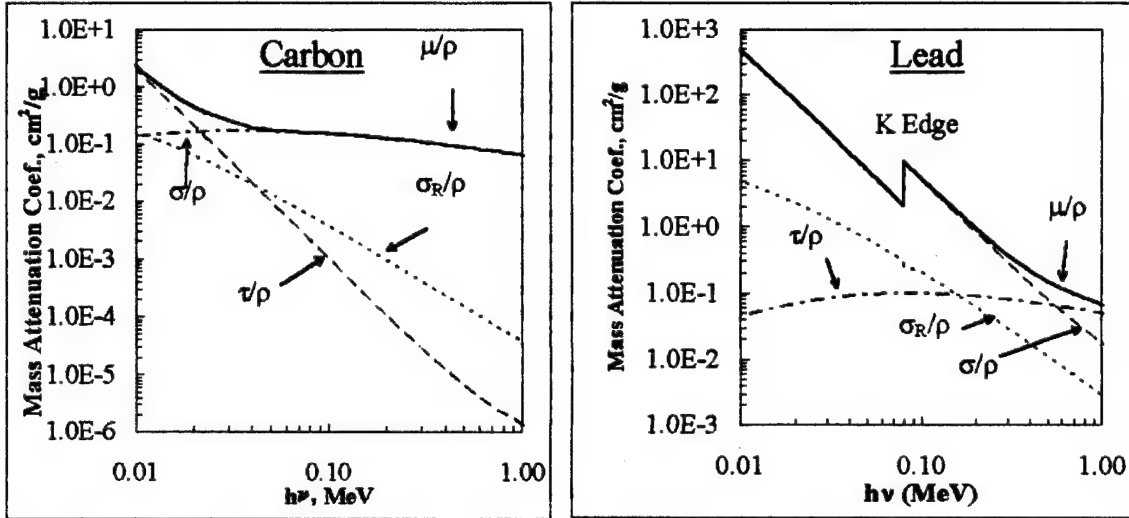 Carbon
μ/ρ
σ/ρ
σR/ρ
τ/ρ
1.0E+1
1.0E+0
1.0E-1
1.0E-2
1.0E-3
1.0E-4
1.0E-5
1.0E-6
Mass Attenuation Coef., cm²/g
0.01
0.10
1.00
hν, MeV
Lead
K Edge
μ/ρ
τ/ρ
σR/ρ
σ/ρ
1.0E+3
1.0E+2
1.0E+1
1.0E+0
1.0E-1
1.0E-2
1.0E-3
Mass Attenuation Coef., cm²/g
0.01
0.10
1.00
hν (MeV)